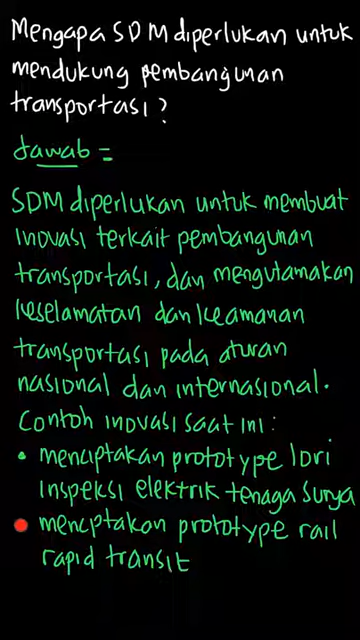 Mengapa SDM diperlukan untuk
mendukung pembangunan
transportasi?
Jawab =
SDM diperlukan untuk membuat
inovasi terkait pembangunan
transportasi, dan mengutamakan
keselamatan dan keamanan
transportasi pada aturan
nasional dan internasional.
Contoh inovasi saat ini:
• menciptakan prototype lori
inspeksi elektrik tenaga surya
• menciptakan prototype rail
rapid transit